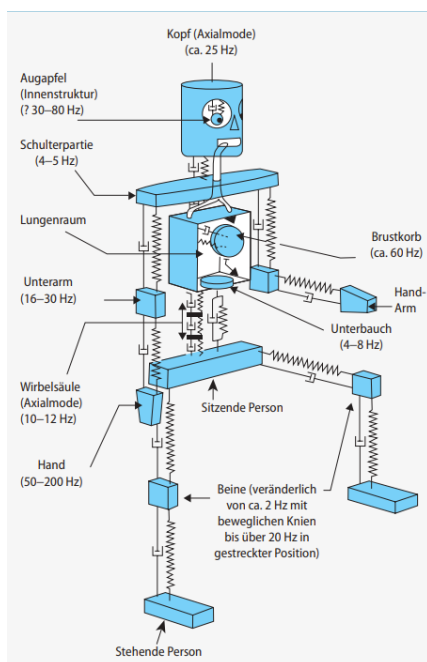 Kopf (Axialmode)
(ca. 25 Hz)
Augapfel
(Innenstruktur)
(? 30–80 Hz)
Schulterpartie
(4–5 Hz)
Lungenraum
Brustkorb
(ca. 60 Hz)
Unterarm
(16–30 Hz)
Hand-
Arm
Unterbauch
(4–8 Hz)
Wirbelsäule
(Axialmode)
(10–12 Hz)
Sitzende Person
Hand
(50–200 Hz)
Beine (veränderlich
von ca. 2 Hz mit
beweglichen Knien
bis über 20 Hz in
gestreckter Position)
Stehende Person